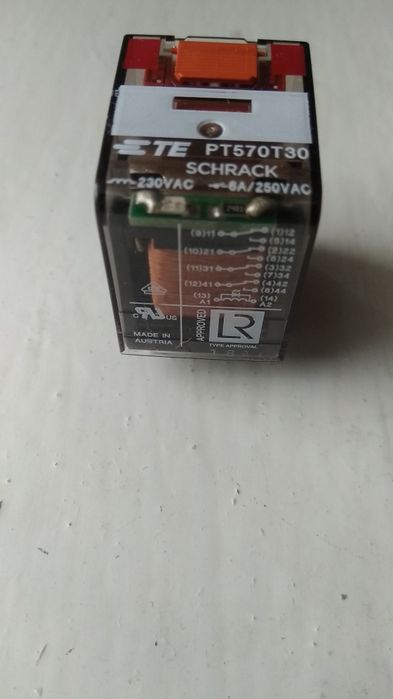 TE PT570T30
SCHRACK
230VAC 6A/250VAC
(9)11 (1)12
(5)14
(10)21 (2)22
(6)24
(11)31 (3)32
(7)34
(12)41 (4)42
(8)44
(13) (14)
A1 A2
C RU US
MADE IN
AUSTRIA
APPROVED
LR
TYPE APPROVAL